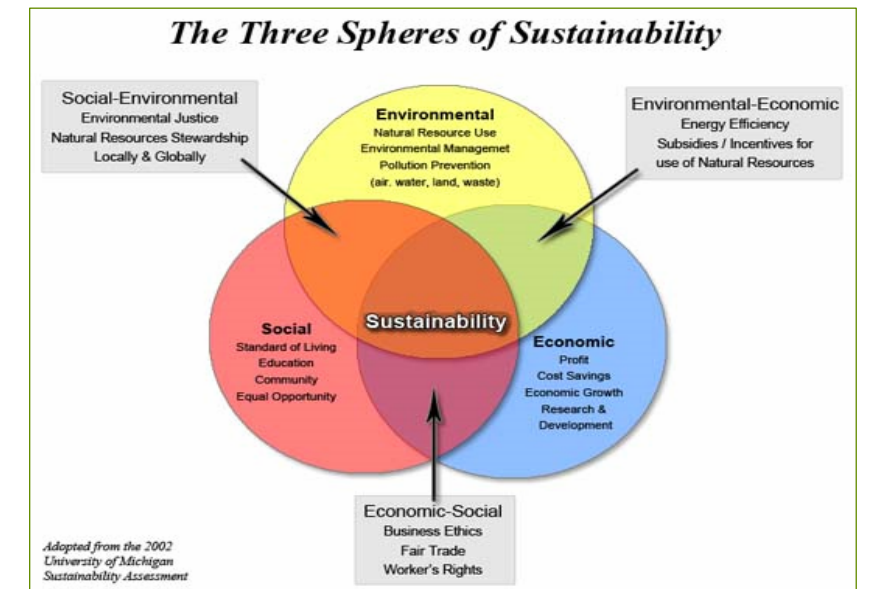 The Three Spheres of Sustainability
Social-Environmental
Environmental Justice
Natural Resources Stewardship
Locally & Globally
Environmental
Natural Resource Use
Environmental Managemet
Pollution Prevention
(air. water, land, waste)
Environmental-Economic
Energy Efficiency
Subsidies / Incentives for
use of Natural Resources
Sustainability
Social
Standard of Living
Education
Community
Equal Opportunity
Economic
Profit
Cost Savings
Economic Growth
Research &
Development
Economic-Social
Business Ethics
Fair Trade
Worker's Rights
Adopted from the 2002
University of Michigan
Sustainability Assessment